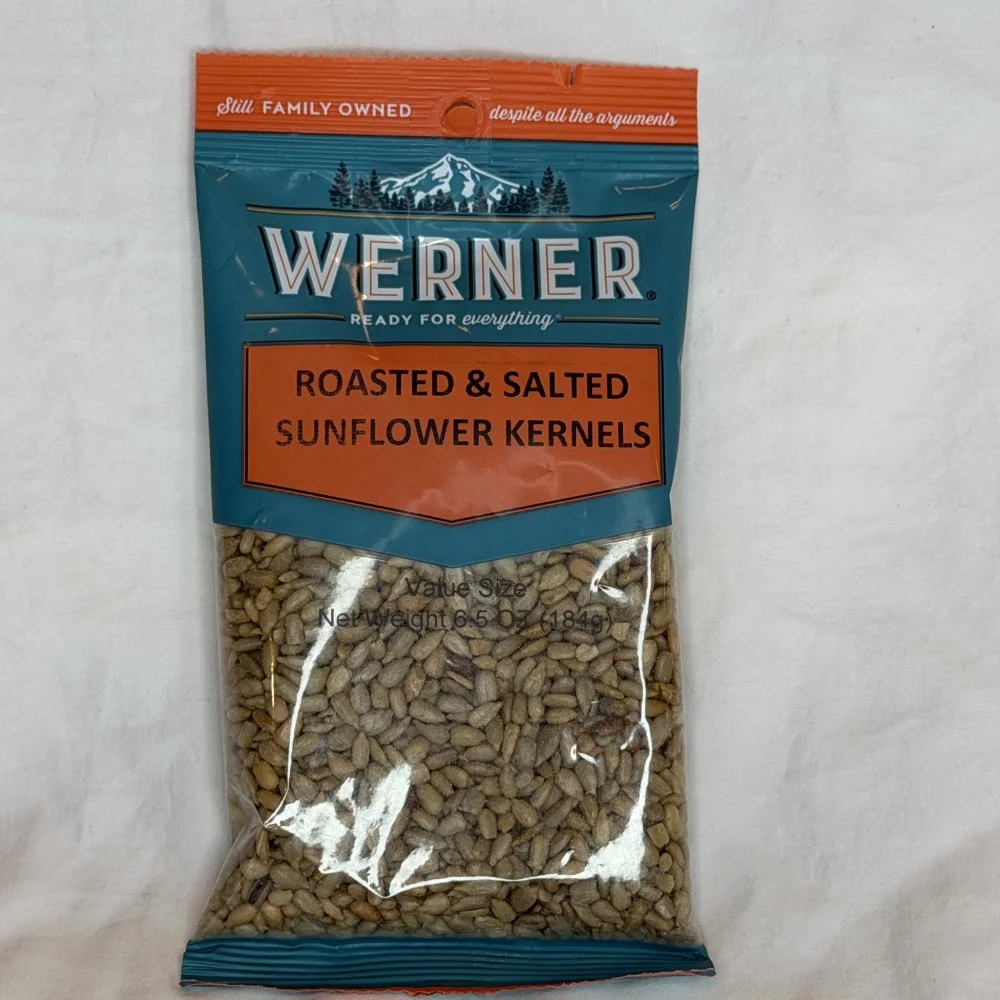 Still FAMILY OWNED despite all the arguments
WERNER®
READY FOR everything
ROASTED & SALTED
SUNFLOWER KERNELS
Value Size
Net Weight 6.5 OZ (184g)